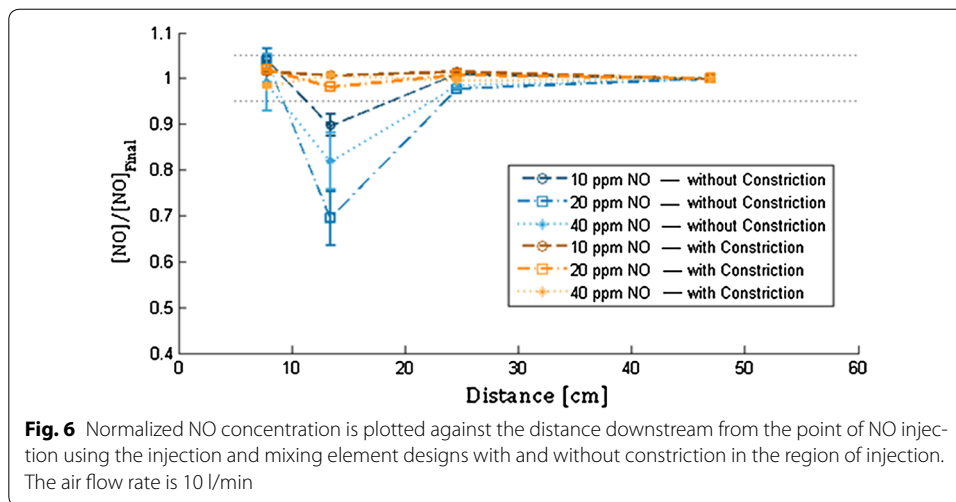 1.1
1
0.9
0.8
0.7
0.6
0.5
0.4
[NO]/[NO]Final
10 ppm NO — without Constriction
20 ppm NO — without Constriction
40 ppm NO — without Constriction
10 ppm NO — with Constriction
20 ppm NO — with Constriction
40 ppm NO — with Constriction
0 10 20 30 40 50 60
Distance [cm]
Fig. 6 Normalized NO concentration is plotted against the distance downstream from the point of NO injec-
tion using the injection and mixing element designs with and without constriction in the region of injection.
The air flow rate is 10 l/min